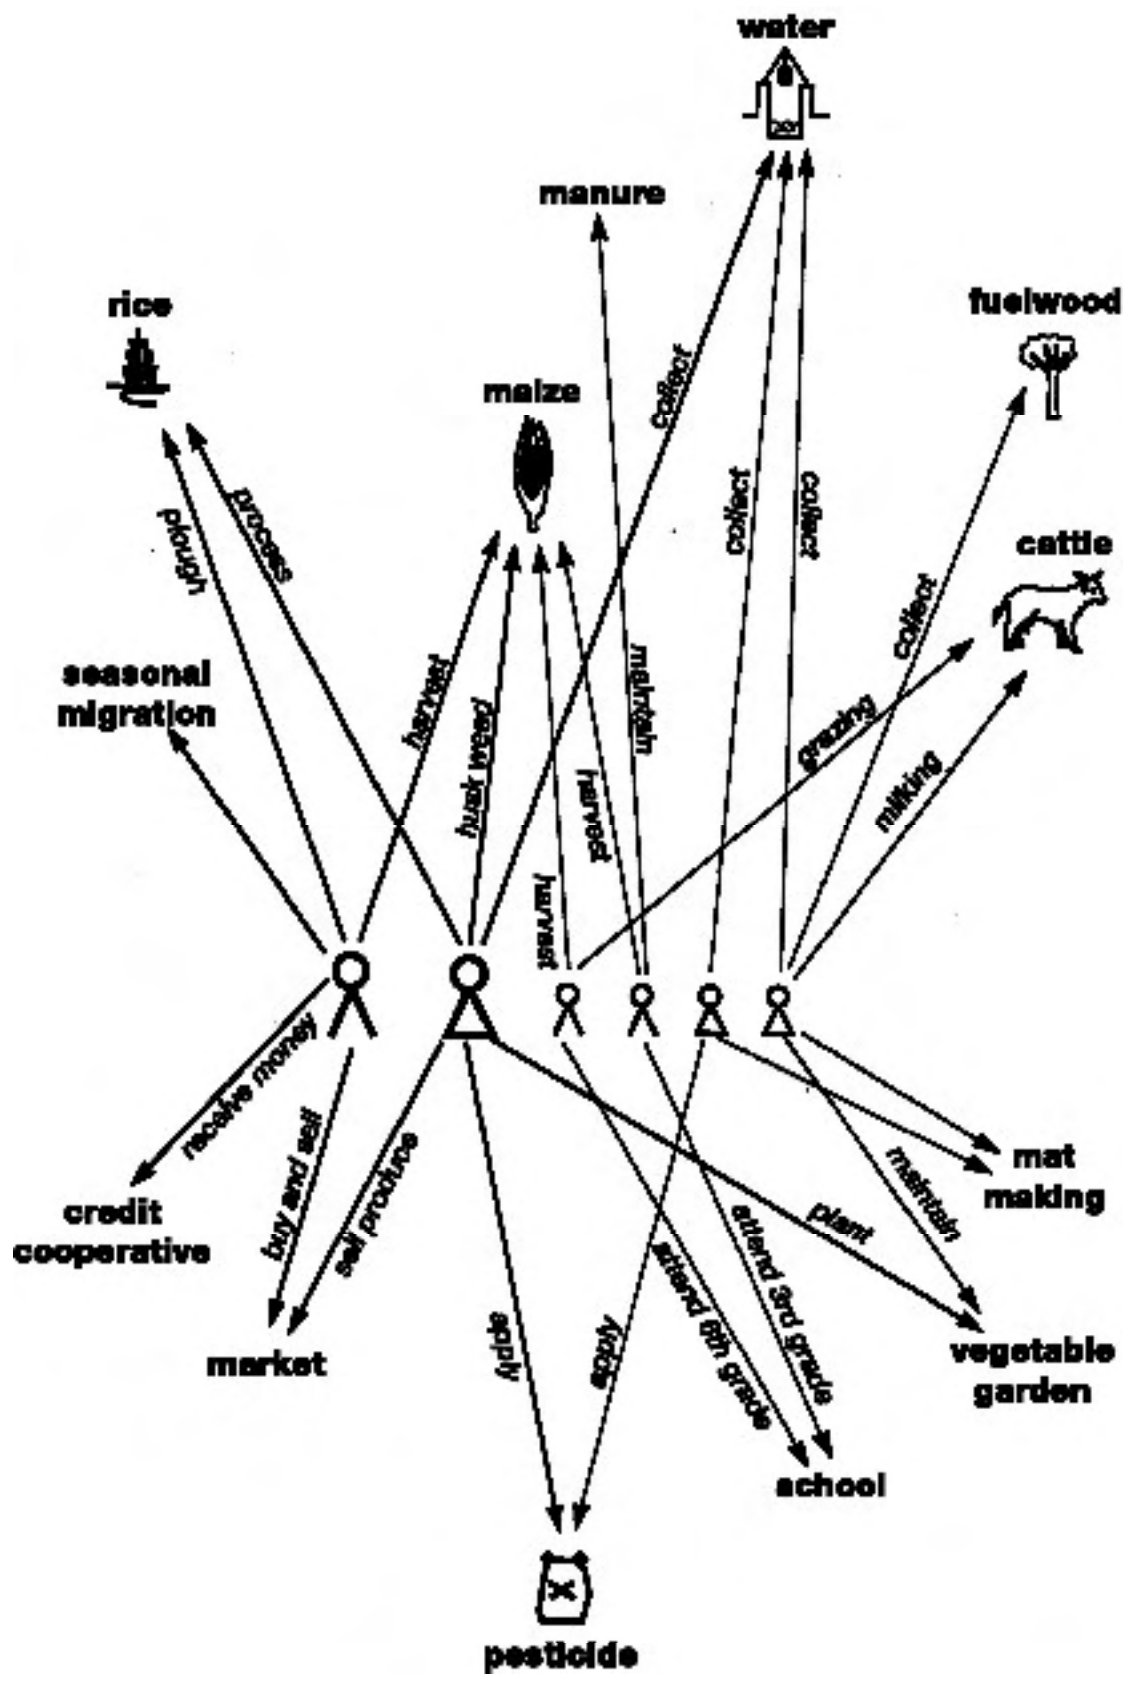 water
manure
rice
fuelwood
maize
collect
process
plough
collect
collect
cattle
collect
seasonal
migration
harvest
husk weed
maintain
harvest
grazing
milking
harvest
receive money
buy and sell
sell produce
mat
making
maintain
plant
credit
cooperative
attend 3rd grade
attend 6th grade
apply
apply
market
vegetable
garden
school
X
pesticide